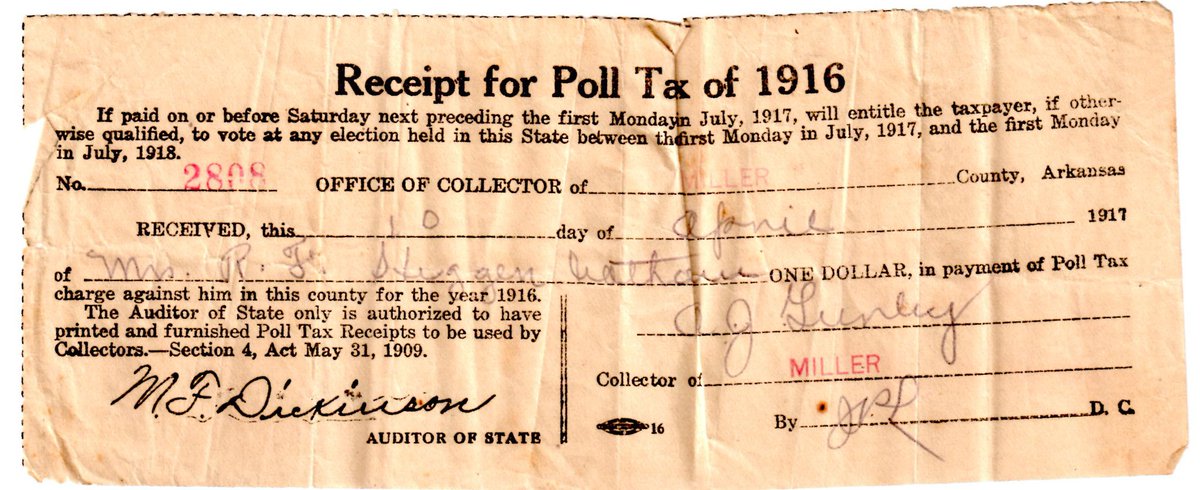 Receipt for Poll Tax of 1916
If paid on or before Saturday next preceding the first Monday in July, 1917, will entitle the taxpayer, if other-
wise qualified, to vote at any election held in this State between the first Monday in July, 1917, and the first Monday
in July, 1918.
No. 2808 OFFICE OF COLLECTOR of MILLER County, Arkansas
RECEIVED, this 10 day of April 1917
of Mrs. R. F. ONE DOLLAR, in payment of Poll Tax
charge against him in this county for the year 1916.
The Auditor of State only is authorized to have
printed and furnished Poll Tax Receipts to be used by
Collectors.—Section 4, Act May 31, 1909.
M. F. Dickinson
AUDITOR OF STATE
Collector of MILLER
16
By D. C.